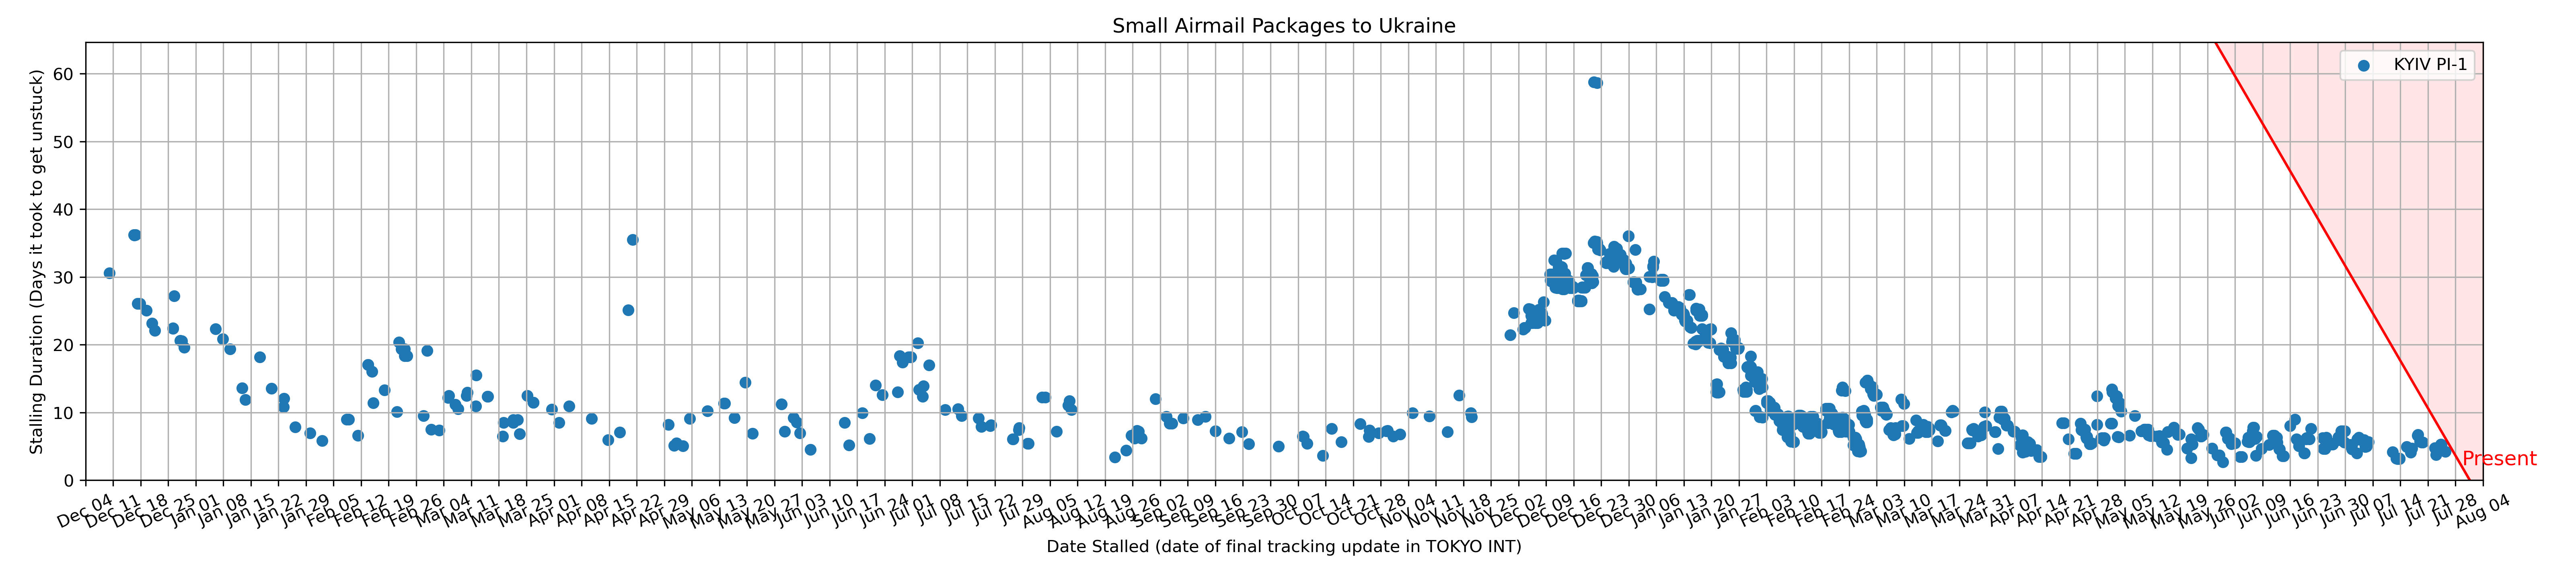 Small Airmail Packages to Ukraine
Stalling Duration (Days it took to get unstuck)
60
50
40
30
20
10
0
KYIV PI-1
Present
Dec 04
Dec 11
Dec 18
Dec 25
Jan 01
Jan 08
Jan 15
Jan 22
Jan 29
Feb 05
Feb 12
Feb 19
Feb 26
Mar 04
Mar 11
Mar 18
Mar 25
Apr 01
Apr 08
Apr 15
Apr 22
Apr 29
May 06
May 13
May 20
May 27
Jun 03
Jun 10
Jun 17
Jun 24
Jul 01
Jul 08
Jul 15
Jul 22
Jul 29
Aug 05
Aug 12
Aug 19
Aug 26
Sep 02
Sep 09
Sep 16
Sep 23
Sep 30
Oct 07
Oct 14
Oct 21
Oct 28
Nov 04
Nov 11
Nov 18
Nov 25
Dec 02
Dec 09
Dec 16
Dec 23
Dec 30
Jan 06
Jan 13
Jan 20
Jan 27
Feb 03
Feb 10
Feb 17
Feb 24
Mar 03
Mar 10
Mar 17
Mar 24
Mar 31
Apr 07
Apr 14
Apr 21
Apr 28
May 05
May 12
May 19
May 26
Jun 02
Jun 09
Jun 16
Jun 23
Jun 30
Jul 07
Jul 14
Jul 21
Jul 28
Aug 04
Date Stalled (date of final tracking update in TOKYO INT)